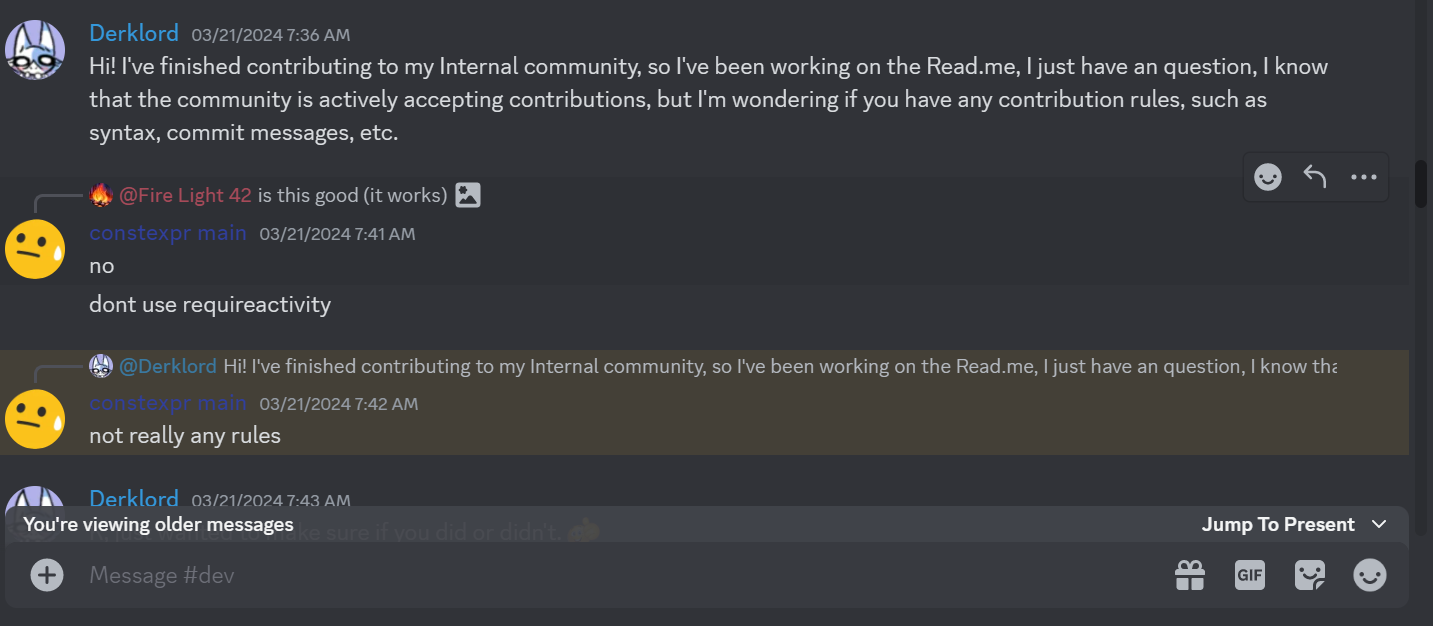 Derklord 03/21/2024 7:36 AM
Hi! I've finished contributing to my Internal community, so I've been working on the Read.me, I just have an question, I know
that the community is actively accepting contributions, but I'm wondering if you have any contribution rules, such as
syntax, commit messages, etc.
@Fire Light 42 is this good (it works)
constexpr main 03/21/2024 7:41 AM
no
dont use requireactivity
@Derklord Hi! I've finished contributing to my Internal community, so I've been working on the Read.me, I just have an question, I know tha
constexpr main 03/21/2024 7:42 AM
not really any rules
Derklord 03/21/2024 7:43 AM
just wanted to make sure if you did or didn't.
You're viewing older messages Jump To Present
Message #dev GIF